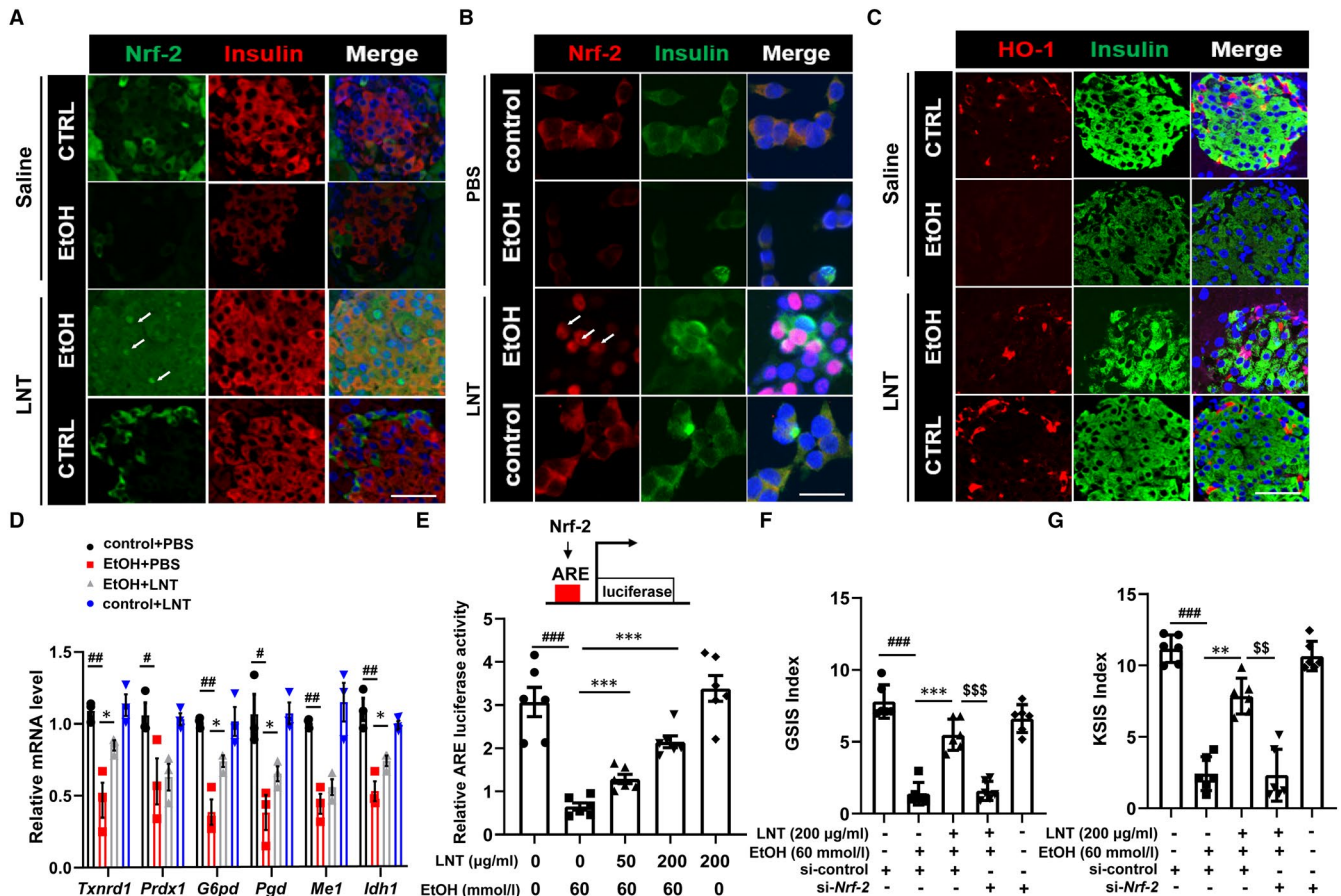 A
Nrf-2 Insulin Merge
Saline
CTRL
EtOH
LNT
EtOH
CTRL
B
Nrf-2 Insulin Merge
PBS
control
EtOH
LNT
EtOH
control
C
HO-1 Insulin Merge
Saline
CTRL
EtOH
LNT
EtOH
CTRL
D
control+PBS
EtOH+PBS
EtOH+LNT
control+LNT
Relative mRNA level
1.5
1.0
0.5
0.0
## # ## # ## ##
* * * *
Txnrd1 Prdx1 G6pd Pgd Me1 Idh1
E
Nrf-2
ARE
luciferase
Relative ARE luciferase activity
5
4
3
2
1
0
### ***
***
LNT (μg/ml) 0 0 50 200 200
EtOH (mmol/l) 0 60 60 60 0
F
GSIS Index
15
10
5
0
###
*** $$$
LNT (200 μg/ml) - - + + -
EtOH (60 mmol/l) - + + + -
si-control + + + - -
si-Nrf-2 - - - + +
G
KSIS Index
15
10
5
0
###
** $$
LNT (200 μg/ml) - - + + -
EtOH (60 mmol/l) - + + + -
si-control + + + - -
si-Nrf-2 - - - + +